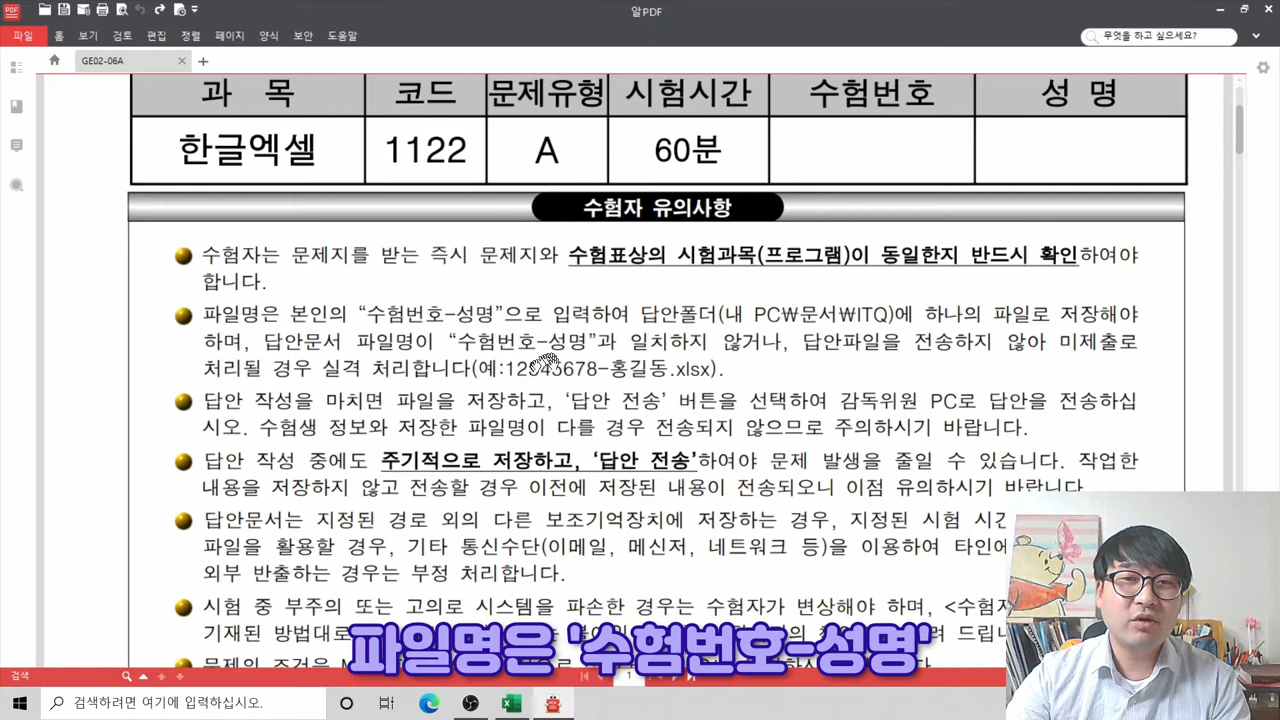 알PDF
파일 홈 보기 검토 편집 정렬 페이지 양식 보안 도움말
무엇을 하고 싶으세요?
GE02-06A
과 목 코드 문제유형 시험시간 수험번호 성 명
한글엑셀 1122 A 60분
수험자 유의사항
수험자는 문제지를 받는 즉시 문제지와 수험표상의 시험과목(프로그램)이 동일한지 반드시 확인하여야
합니다.
파일명은 본인의 “수험번호-성명”으로 입력하여 답안폴더(내 PC₩문서₩ITQ)에 하나의 파일로 저장해야
하며, 답안문서 파일명이 “수험번호-성명”과 일치하지 않거나, 답안파일을 전송하지 않아 미제출로
처리될 경우 실격 처리합니다(예:12345678-홍길동.xlsx).
답안 작성을 마치면 파일을 저장하고, ‘답안 전송’ 버튼을 선택하여 감독위원 PC로 답안을 전송하십
시오. 수험생 정보와 저장한 파일명이 다를 경우 전송되지 않으므로 주의하시기 바랍니다.
답안 작성 중에도 주기적으로 저장하고, ‘답안 전송’하여야 문제 발생을 줄일 수 있습니다. 작업한
내용을 저장하지 않고 전송할 경우 이전에 저장된 내용이 전송되오니 이점 유의하시기 바랍니다.
답안문서는 지정된 경로 외의 다른 보조기억장치에 저장하는 경우, 지정된 시험 시간
파일을 활용할 경우, 기타 통신수단(이메일, 메신저, 네트워크 등)을 이용하여 타인에
외부 반출하는 경우는 부정 처리합니다.
시험 중 부주의 또는 고의로 시스템을 파손한 경우는 수험자가 변상해야 하며, <수험자
기재된 방법대로
파일명은 '수험번호-성명'
검색
1
검색하려면 여기에 입력하십시오.